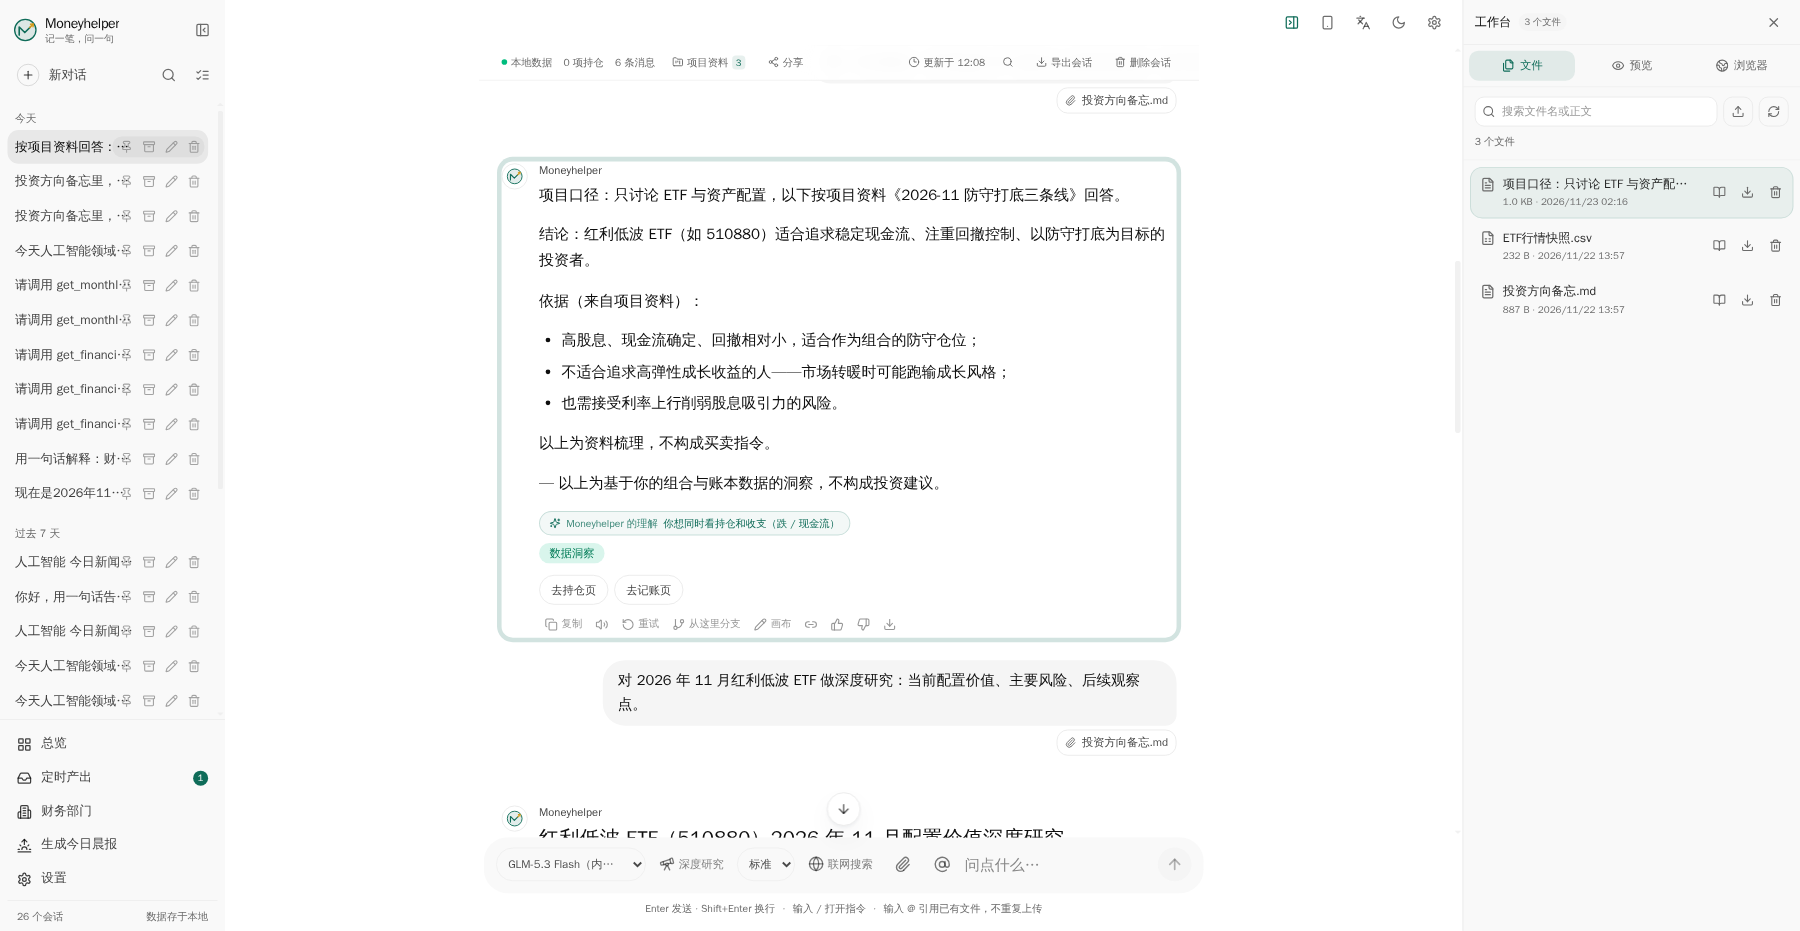 Moneyhelper
记一笔，问一句
新对话
今天
按项目资料回答：…
投资方向备忘里，…
投资方向备忘里，…
今天人工智能领域…
请调用 get_monthl…
请调用 get_monthl…
请调用 get_financi…
请调用 get_financi…
请调用 get_financi…
用一句话解释：财…
现在是2026年11…
过去 7 天
人工智能 今日新闻…
你好，用一句话告…
人工智能 今日新闻…
今天人工智能领域…
今天人工智能领域…
总览
定时产出 1
财务部门
生成今日晨报
设置
26 个会话 数据存于本地
本地数据 0 项持仓 6 条消息 项目资料 3 分享 更新于 12:08 导出会话 删除会话
投资方向备忘.md
Moneyhelper
项目口径：只讨论 ETF 与资产配置，以下按项目资料《2026-11 防守打底三条线》回答。
结论：红利低波 ETF（如 510880）适合追求稳定现金流、注重回撤控制、以防守打底为目标的
投资者。
依据（来自项目资料）：
• 高股息、现金流确定、回撤相对小，适合作为组合的防守仓位；
• 不适合追求高弹性成长收益的人——市场转暖时可能跑输成长风格；
• 也需接受利率上行削弱股息吸引力的风险。
以上为资料梳理，不构成买卖指令。
— 以上为基于你的组合与账本数据的洞察，不构成投资建议。
Moneyhelper 的理解 你想同时看持仓和收支（跌 / 现金流）
数据洞察
去持仓页 去记账页
复制 重试 从这里分支 画布
对 2026 年 11 月红利低波 ETF 做深度研究：当前配置价值、主要风险、后续观察
点。
投资方向备忘.md
Moneyhelper
红利低波 ETF（510880）2026 年 11 月配置价值深度研究
GLM-5.3 Flash（内… 深度研究 标准 联网搜索 问点什么…
Enter 发送 · Shift+Enter 换行 · 输入 / 打开指令 · 输入 @ 引用已有文件，不重复上传
工作台 3 个文件
文件 预览 浏览器
搜索文件名或正文
3 个文件
项目口径：只讨论 ETF 与资产配…
1.0 KB · 2026/11/23 02:16
ETF行情快照.csv
232 B · 2026/11/22 13:57
投资方向备忘.md
887 B · 2026/11/22 13:57